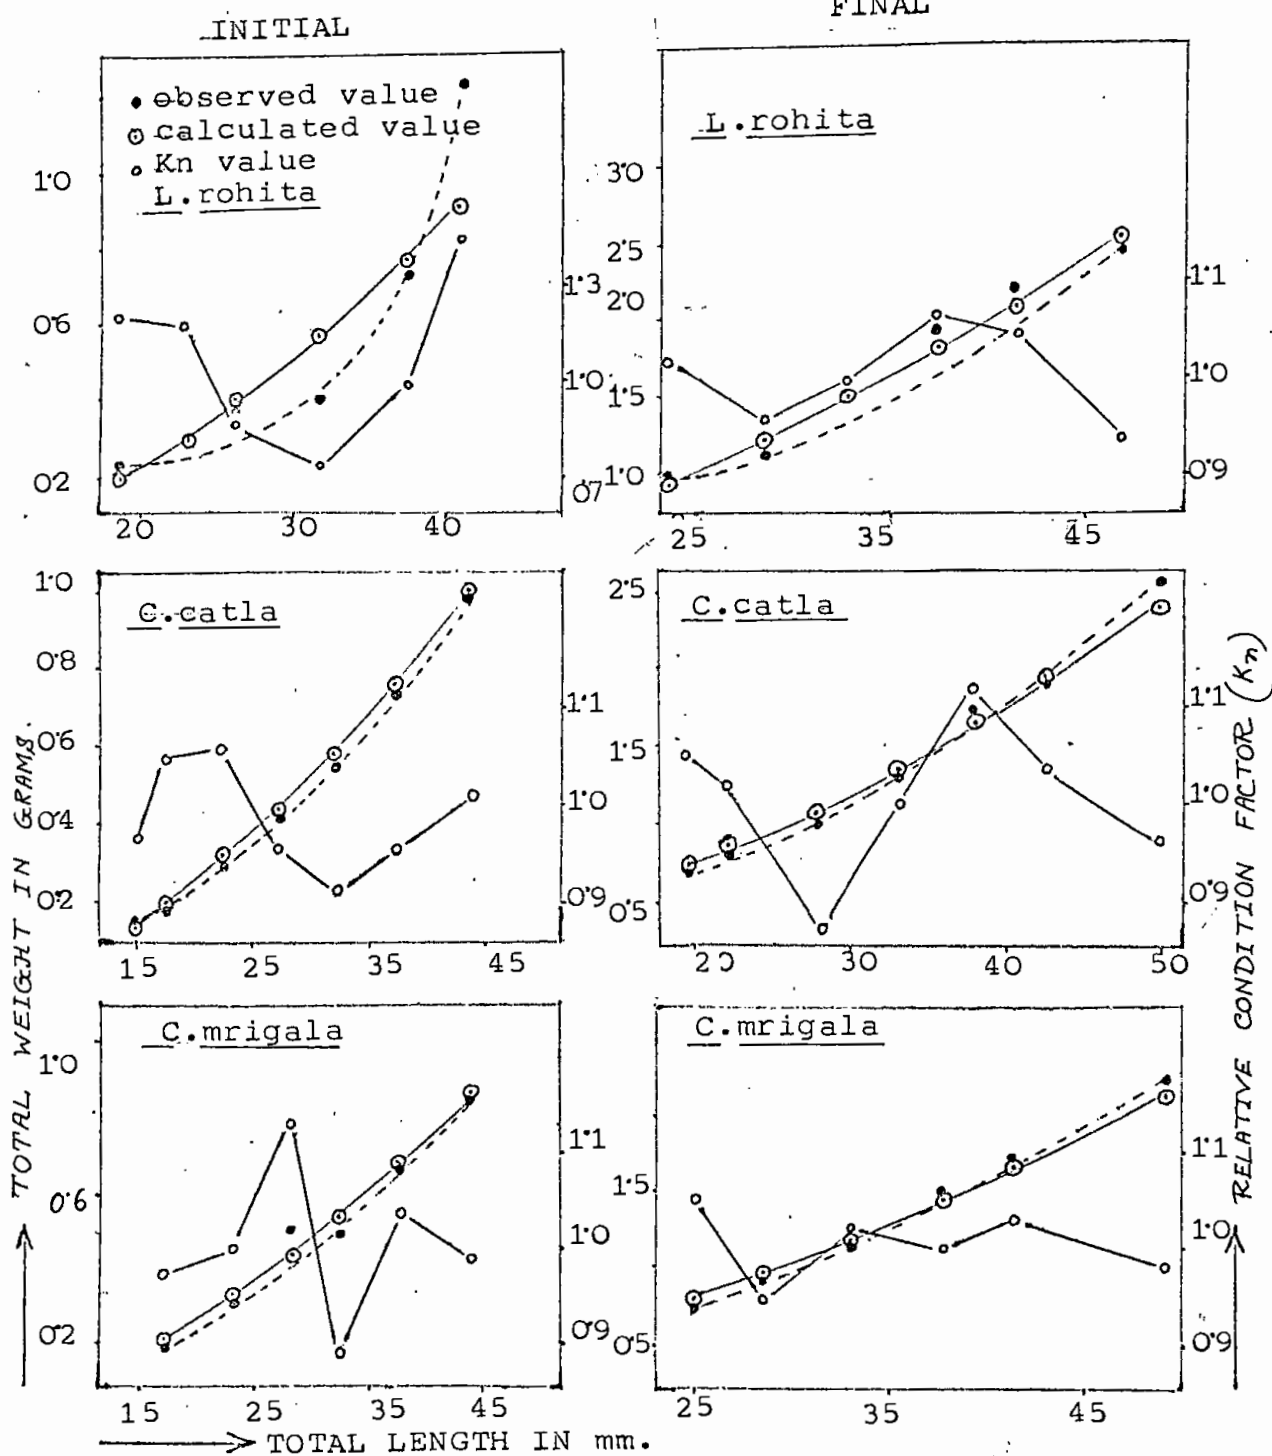 INITIAL
FINAL
observed value
calculated value
Kn value
L.rohita
1.0
0.6
0.2
1.3
1.0
0.7
20 30 40
L.rohita
3.0
2.5
2.0
1.5
1.0
1.1
1.0
0.9
25 35 45
C.catla
1.0
0.8
0.6
0.4
0.2
1.1
1.0
0.9
15 25 35 45
C.catla
2.5
1.5
0.5
1.1
1.0
0.9
20 30 40 50
C.mrigala
1.0
0.6
0.2
1.1
1.0
0.9
15 25 35 45
C.mrigala
1.5
0.5
1.1
1.0
0.9
25 35 45
TOTAL WEIGHT IN GRAMS.
RELATIVE CONDITION FACTOR (Kn)
TOTAL LENGTH IN mm.